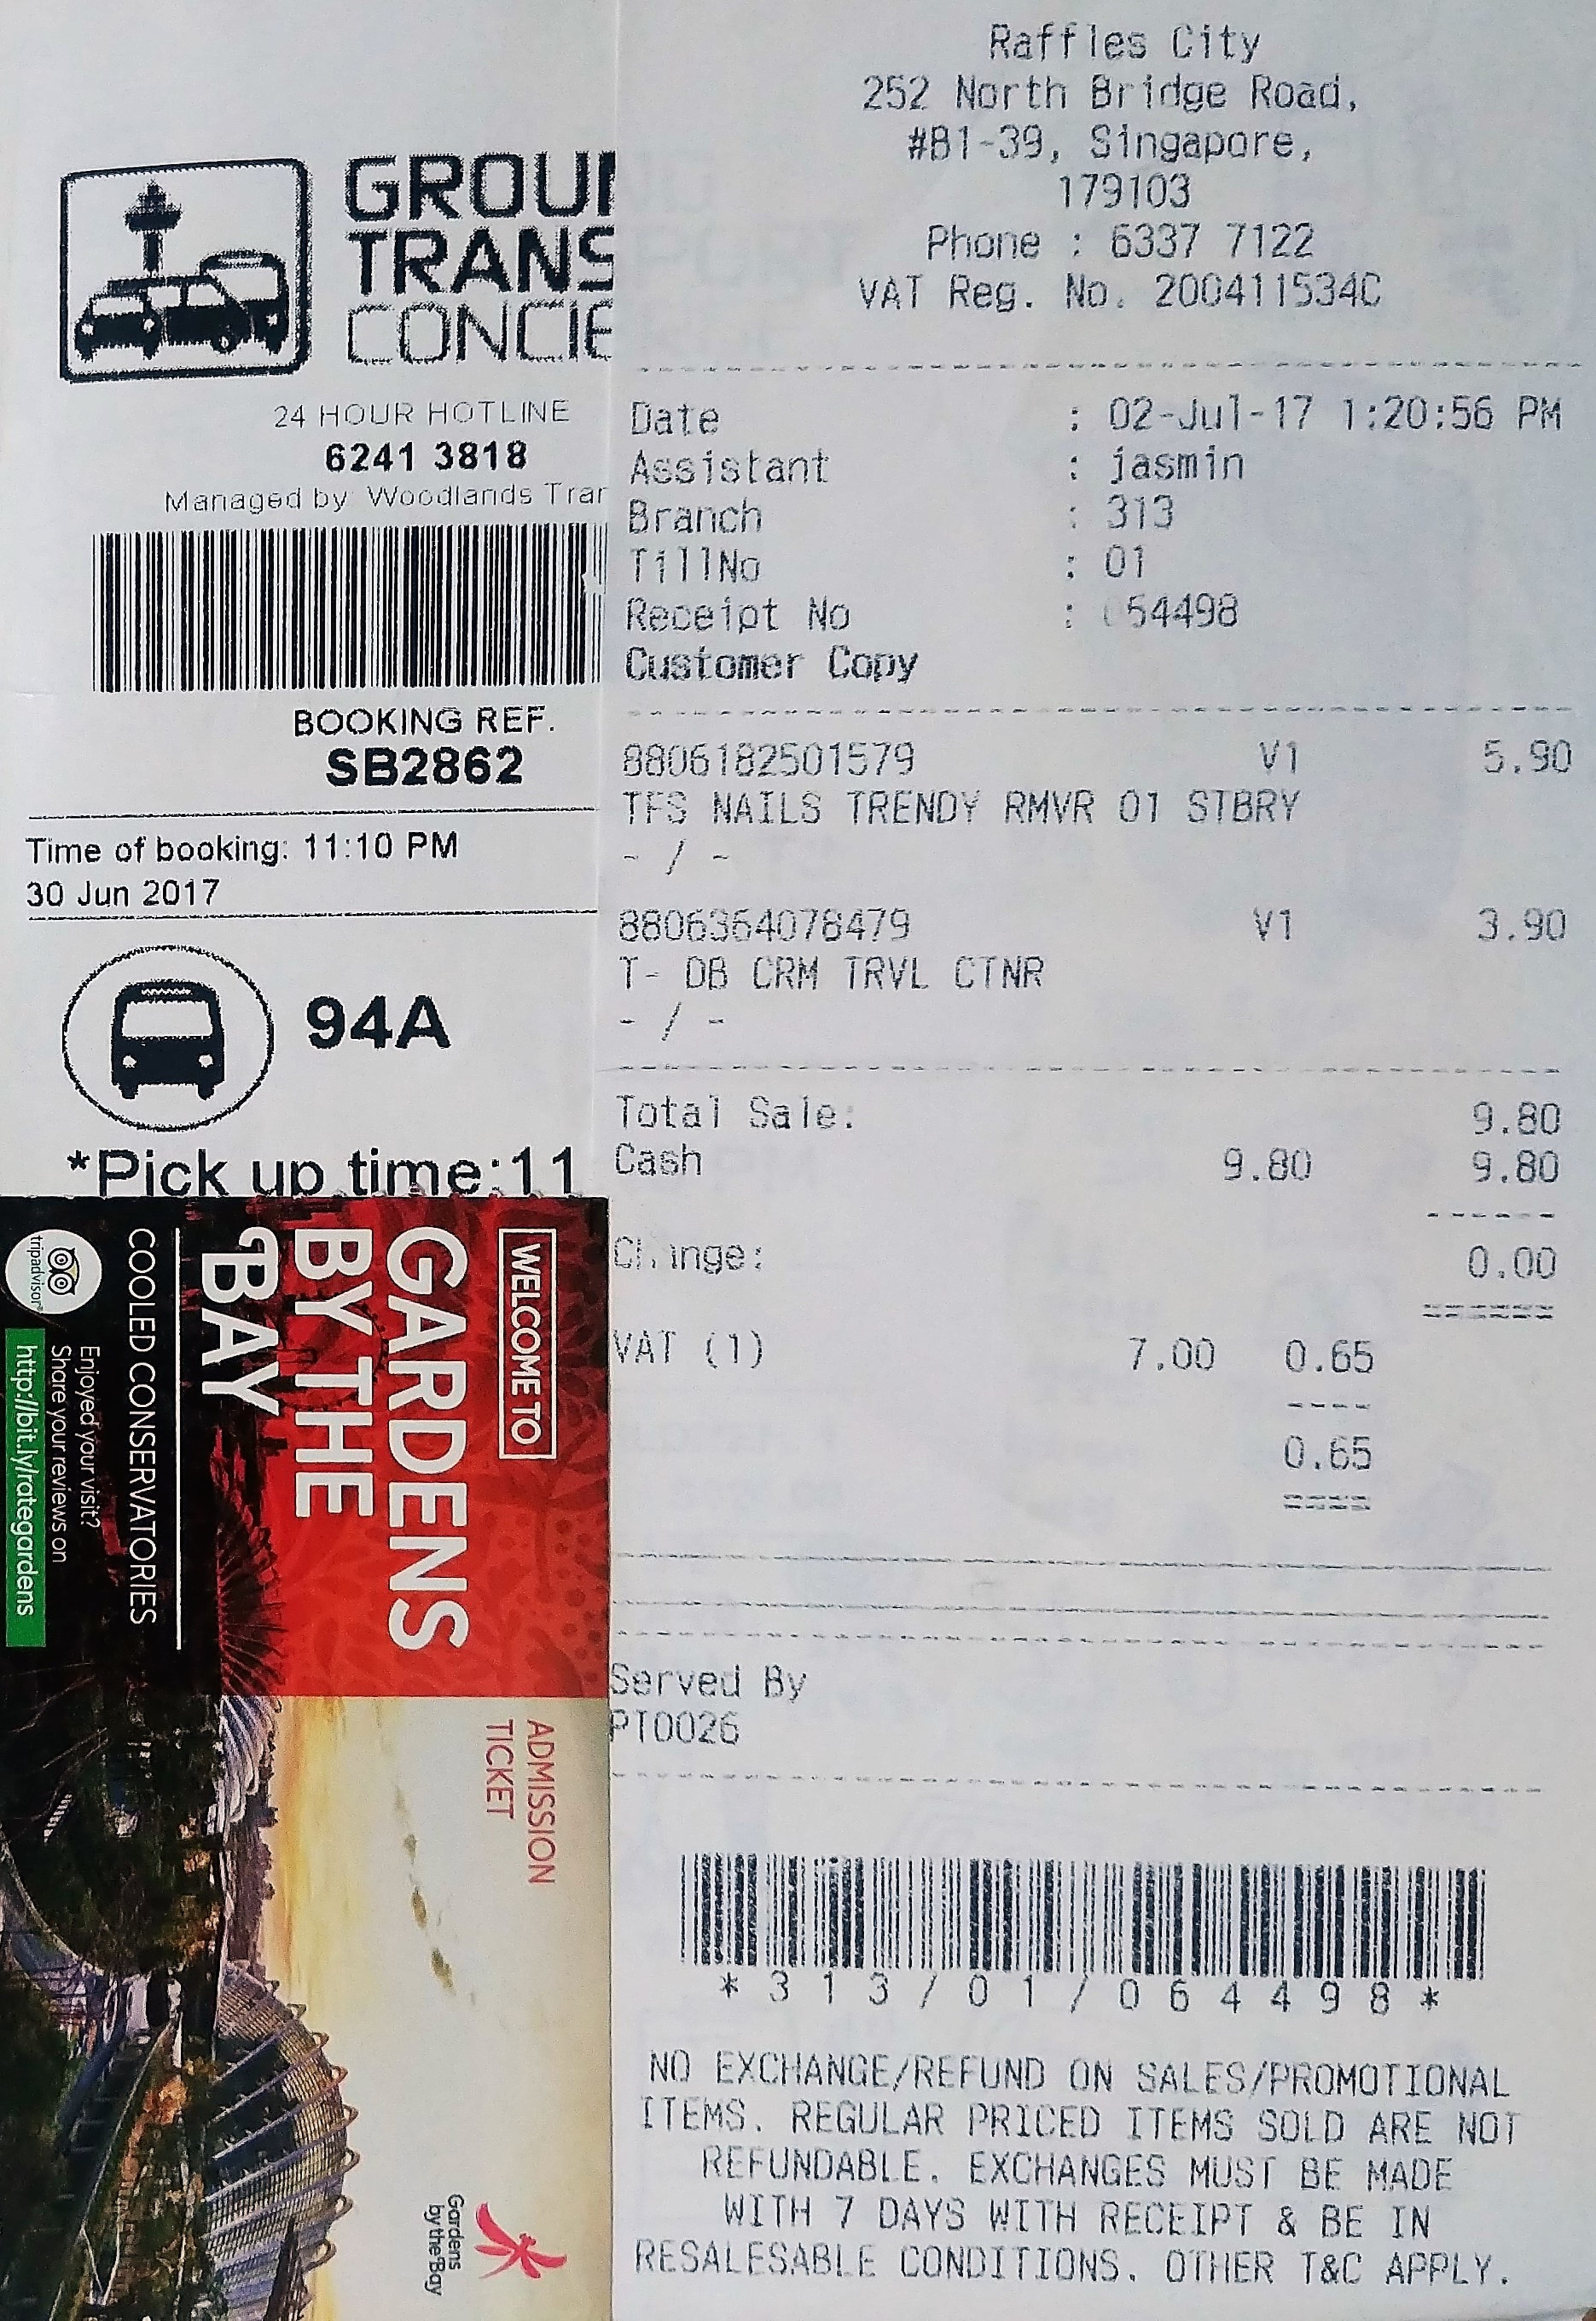 GROUN
TRANS
CONCIE
24 HOUR HOTLINE
6241 3818
Managed by: Woodlands Tran
BOOKING REF.
SB2862
Time of booking: 11:10 PM
30 Jun 2017
94A
*Pick up time:11
WELCOME TO
GARDENS
BY THE
BAY
COOLED CONSERVATORIES
Enjoyed your visit?
Share your reviews on
http://bit.ly/rategardens
tripadvisor®
ADMISSION
TICKET
Gardens
by the Bay
Raffles City
252 North Bridge Road,
#B1-39, Singapore,
179103
Phone : 6337 7122
VAT Reg. No. 200411534C
Date : 02-Jul-17 1:20:56 PM
Assistant : jasmin
Branch : 313
TillNo : 01
Receipt No :
Customer Copy
8806182501579 V1 5.90
TFS NAILS TRENDY RMVR 01 STBRY
- / -
8806364078479 V1 3.90
T- DB CRM TRVL CTNR
- / -
Total Sale: 9.80
Cash 9.80 9.80
Change: 0.00
VAT (1) 7.00 0.65
0.65
Served By
PT0026
*313/01/064498*
NO EXCHANGE/REFUND ON SALES/PROMOTIONAL
ITEMS. REGULAR PRICED ITEMS SOLD ARE NOT
REFUNDABLE. EXCHANGES MUST BE MADE
WITH 7 DAYS WITH RECEIPT & BE IN
RESALESABLE CONDITIONS. OTHER T&C APPLY.